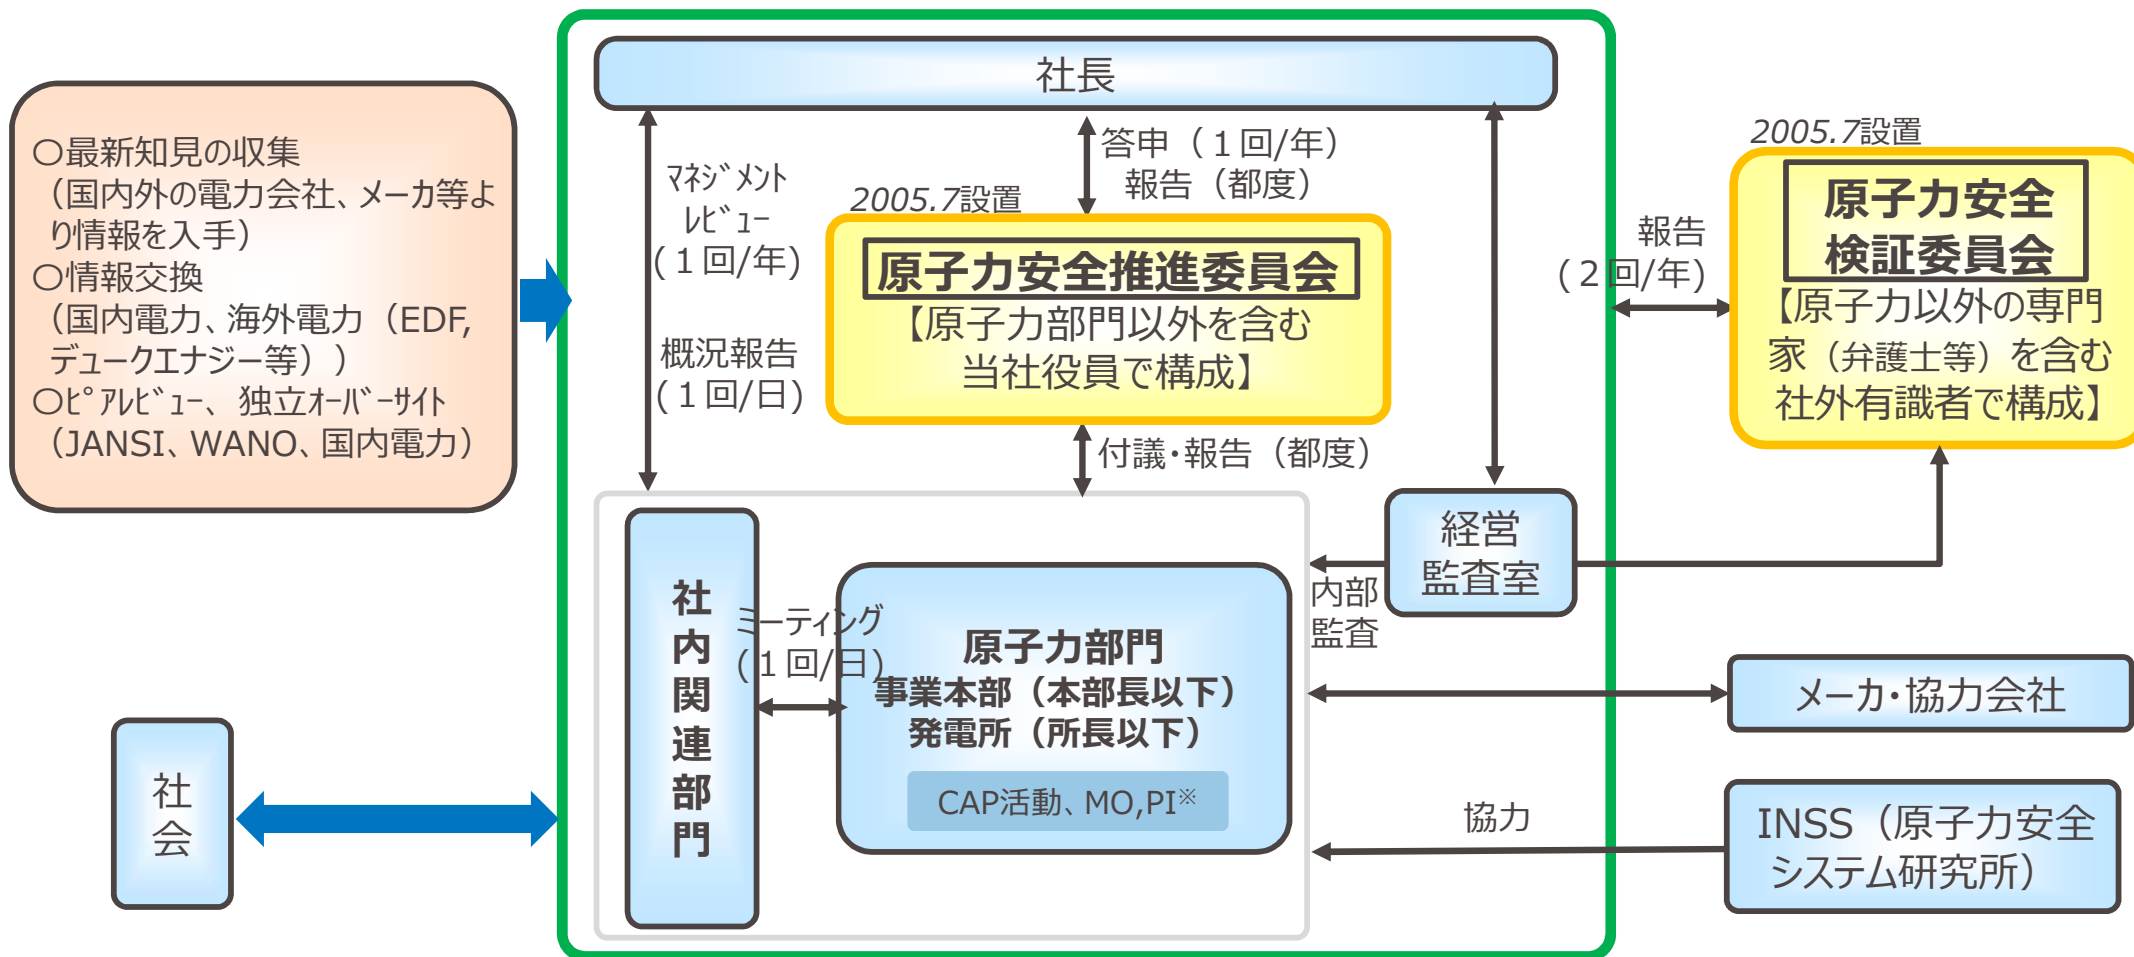 社長
〇最新知見の収集
（国内外の電力会社、メーカ等よ
り情報を入手）
〇情報交換
（国内電力、海外電力（EDF,
デュークエナジー等））
〇ﾋﾟｱﾚﾋﾞｭｰ、独立ｵｰﾊﾞｰｻｲﾄ
（JANSI、WANO、国内電力）
ﾏﾈｼﾞﾒﾝﾄ
ﾚﾋﾞｭｰ
(１回/年)
概況報告
(１回/日)
答申（１回/年）
報告（都度）
2005.7設置
原子力安全推進委員会
【原子力部門以外を含む
当社役員で構成】
付議･報告（都度）
2005.7設置
原子力安全
検証委員会
【原子力以外の専門
家（弁護士等）を含む
社外有識者で構成】
報告
(２回/年)
経営
監査室
内部
監査
社内関連部門
ミーティング
(１回/日)
原子力部門
事業本部（本部長以下）
発電所（所長以下）
CAP活動、MO,PI※
メーカ･協力会社
協力
INSS（原子力安全
システム研究所）
社会